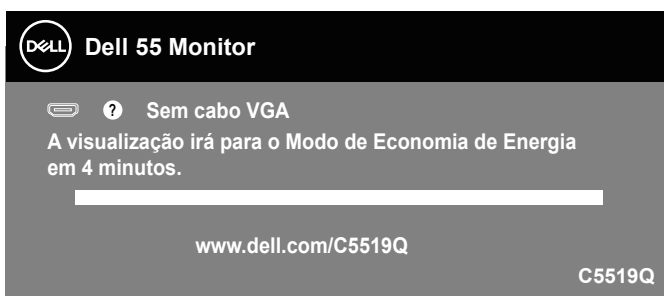 DELL Dell 55 Monitor
? Sem cabo VGA
A visualização irá para o Modo de Economia de Energia
em 4 minutos.
www.dell.com/C5519Q
C5519Q